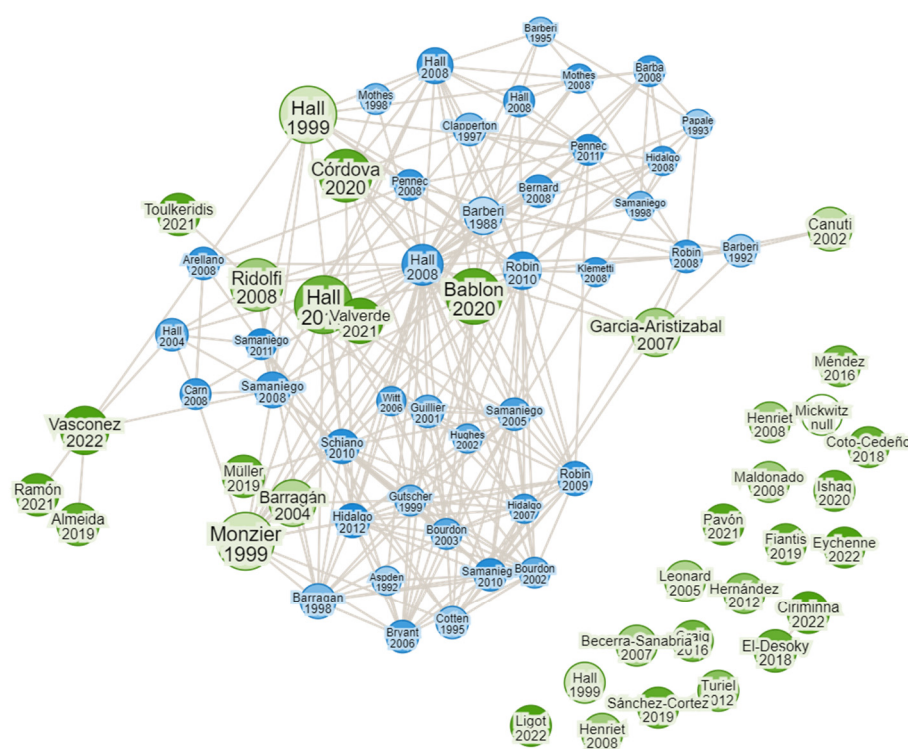 Barberi
1995
Hall
2008
Mothes
2008
Barba
2008
Mothes
1998
Hall
2008
Hall
1999
Clapperton
1997
Papale
1993
Pennec
2011
Hidalgo
2008
Córdova
2020
Pennec
2008
Bernard
2008
Samaniego
1998
Toulkeridis
2021
Barberi
1988
Canuti
2002
Arellano
2008
Hall
2008
Robin
2010
Klemetti
2008
Robin
2008
Barberi
1992
Ridolfi
2008
Hall
Bablon
2020
Valverde
2021
Garcia-Aristizabal
2007
Hall
2004
Samaniego
2011
Méndez
2016
Carn
2008
Samaniego
2008
Witt
2006
Guillier
2001
Samaniego
2005
Henriet
2008
Mickwitz
null
Vasconez
2022
Schiano
2010
Hughes
2002
Coto-Cedeño
2018
Müller
2019
Robin
2009
Maldonado
2008
Ishaq
2020
Ramón
2021
Barragán
2004
Gutscher
1999
Hidalgo
2007
Almeida
2019
Hidalgo
2012
Bourdon
2003
Pavón
2021
Fiantis
2019
Eychenne
2022
Monzier
1999
Aspden
1992
Samanieg
2010
Bourdon
2002
Leonard
2005
Hernández
2012
Barragan
1998
Ciriminna
2022
Bryant
2006
Cotten
1995
Becerra-Sanabria
2007
Craig
2016
El-Desoky
2018
Hall
1999
Turiel
2012
Sánchez-Cortez
2019
Ligot
2022
Henriet
2008